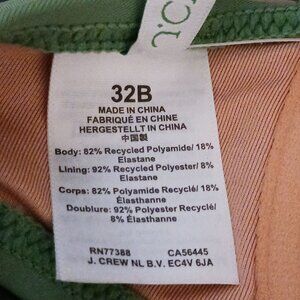 32B
MADE IN CHINA
FABRIQUÉ EN CHINE
HERGESTELLT IN CHINA
中国製
Body: 82% Recycled Polyamide/ 18%
Elastane
Lining: 92% Recycled Polyester/ 8%
Elastane
Corps: 82% Polyamide Recyclé/ 18%
Élasthanne
Doublure: 92% Polyester Recyclé/
8% Élasthanne
RN77388 CA56445
J. CREW NL B.V. EC4V 6JA